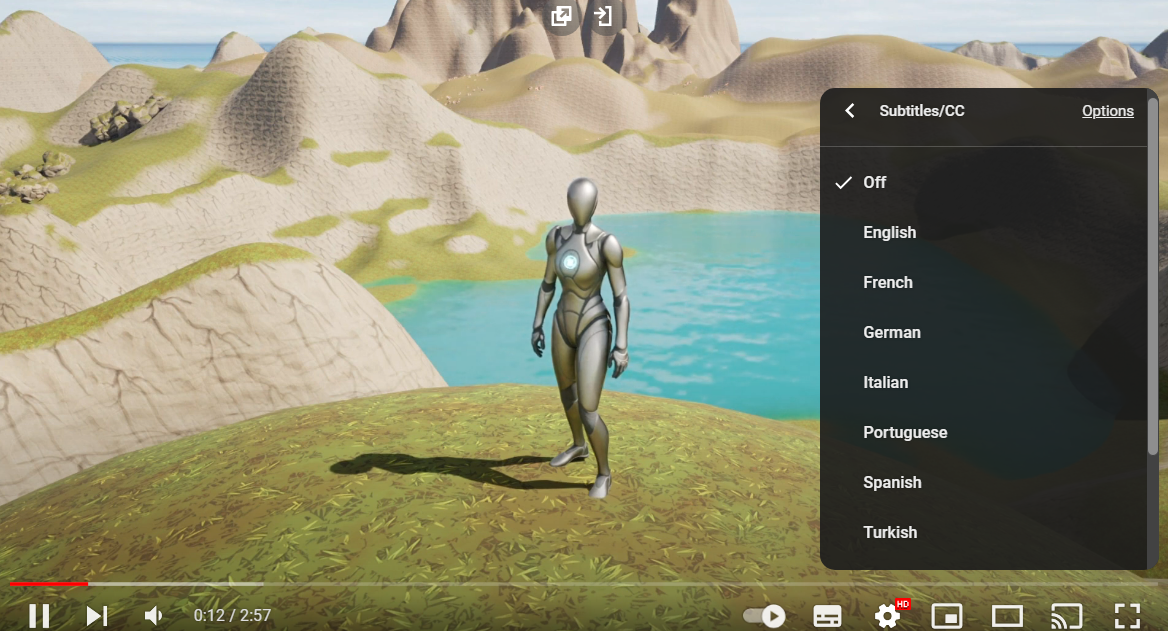 Subtitles/CC Options
Off
English
French
German
Italian
Portuguese
Spanish
Turkish
0:12 / 2:57
HD